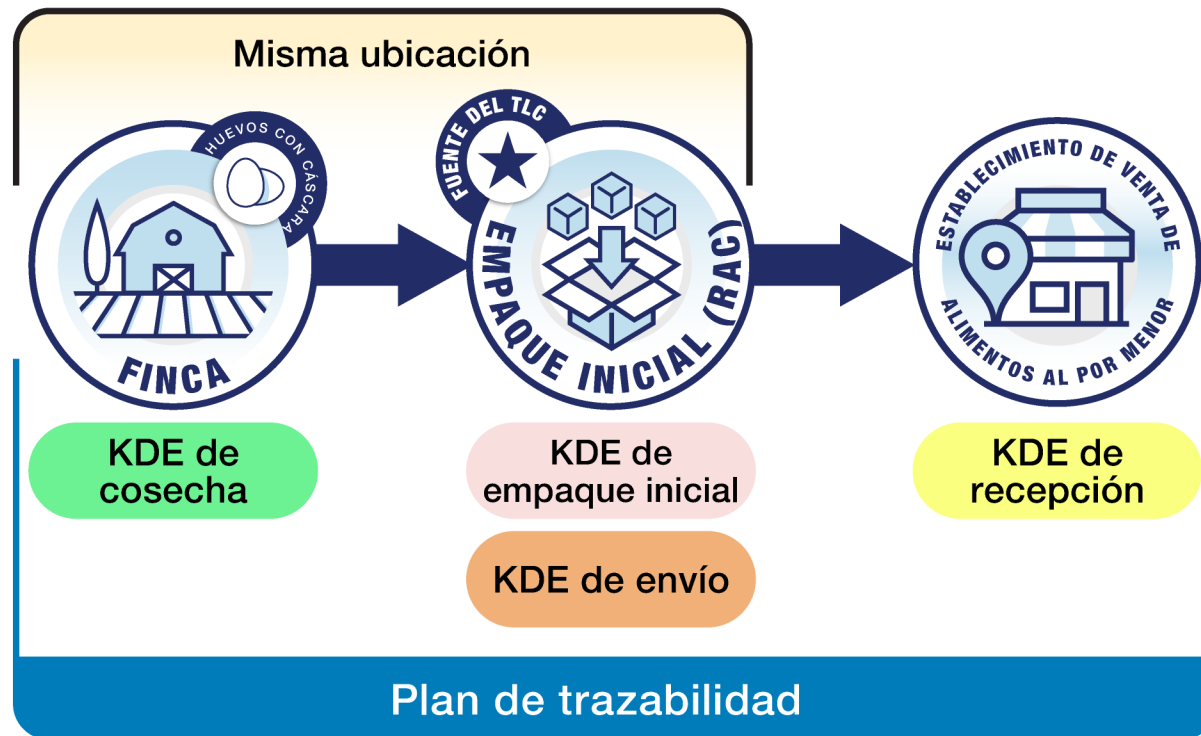 Misma ubicación
HUEVOS CON CÁSCARA
FINCA
FUENTE DEL TLC
EMPAQUE INICIAL (RAC)
ESTABLECIMIENTO DE VENTA DE
ALIMENTOS AL POR MENOR
KDE de
cosecha
KDE de
empaque inicial
KDE de envío
KDE de
recepción
Plan de trazabilidad